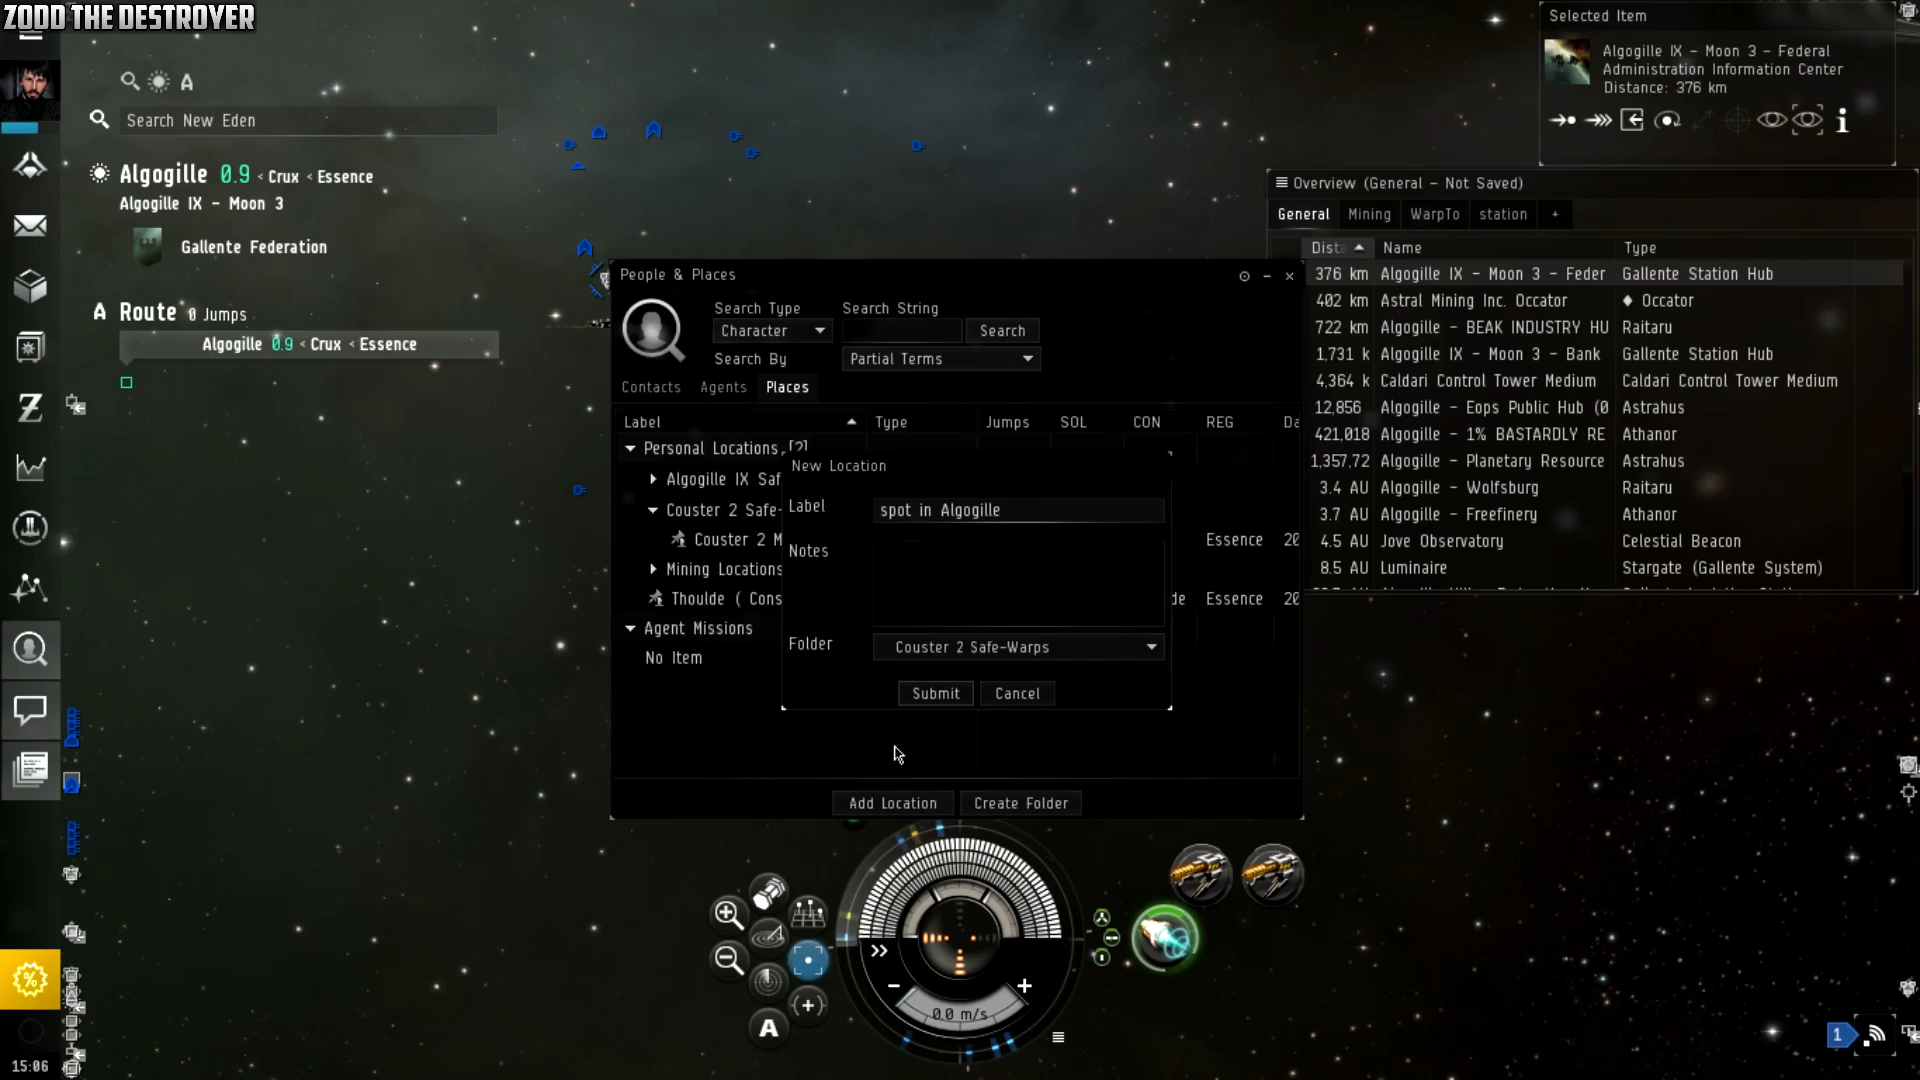 ZODD THE DESTROYER
Search New Eden
Algogille 0.9 < Crux < Essence
Algogille IX - Moon 3
Gallente Federation
A Route 0 Jumps
Algogille 0.9 < Crux < Essence
15:06
People & Places
Search Type
Search String
Character
Search
Search By
Partial Terms
Contacts Agents Places
Label Type Jumps SOL CON REG Da
Personal Locations [2]
Algogille IX Saf
Couster 2 Safe-
Couster 2 M Essence 20
Mining Locations
Thoulde ( Cons de Essence 20
Agent Missions
No Item
New Location
Label spot in Algogille
Notes
Folder Couster 2 Safe-Warps
Submit Cancel
Add Location Create Folder
0.0 m/s
A
Selected Item
Algogille IX - Moon 3 - Federal
Administration Information Center
Distance: 376 km
Overview (General - Not Saved)
General Mining WarpTo station +
Dista Name Type
376 km Algogille IX - Moon 3 - Feder Gallente Station Hub
402 km Astral Mining Inc. Occator Occator
722 km Algogille - BEAK INDUSTRY HU Raitaru
1,731 k Algogille IX - Moon 3 - Bank Gallente Station Hub
4,364 k Caldari Control Tower Medium Caldari Control Tower Medium
12,856 Algogille - Eops Public Hub (0 Astrahus
421,018 Algogille - 1% BASTARDLY RE Athanor
1,357,72 Algogille - Planetary Resource Astrahus
3.4 AU Algogille - Wolfsburg Raitaru
3.7 AU Algogille - Freefinery Athanor
4.5 AU Jove Observatory Celestial Beacon
8.5 AU Luminaire Stargate (Gallente System)
1